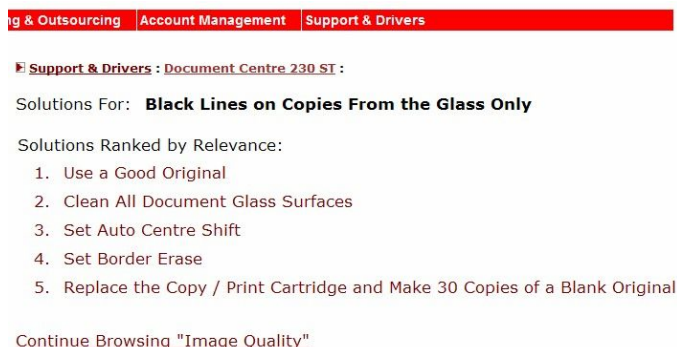 & Outsourcing Account Management Support & Drivers
Support & Drivers : Document Centre 230 ST :
Solutions For: Black Lines on Copies From the Glass Only
Solutions Ranked by Relevance:
1. Use a Good Original
2. Clean All Document Glass Surfaces
3. Set Auto Centre Shift
4. Set Border Erase
5. Replace the Copy / Print Cartridge and Make 30 Copies of a Blank Original
Continue Browsing "Image Quality"